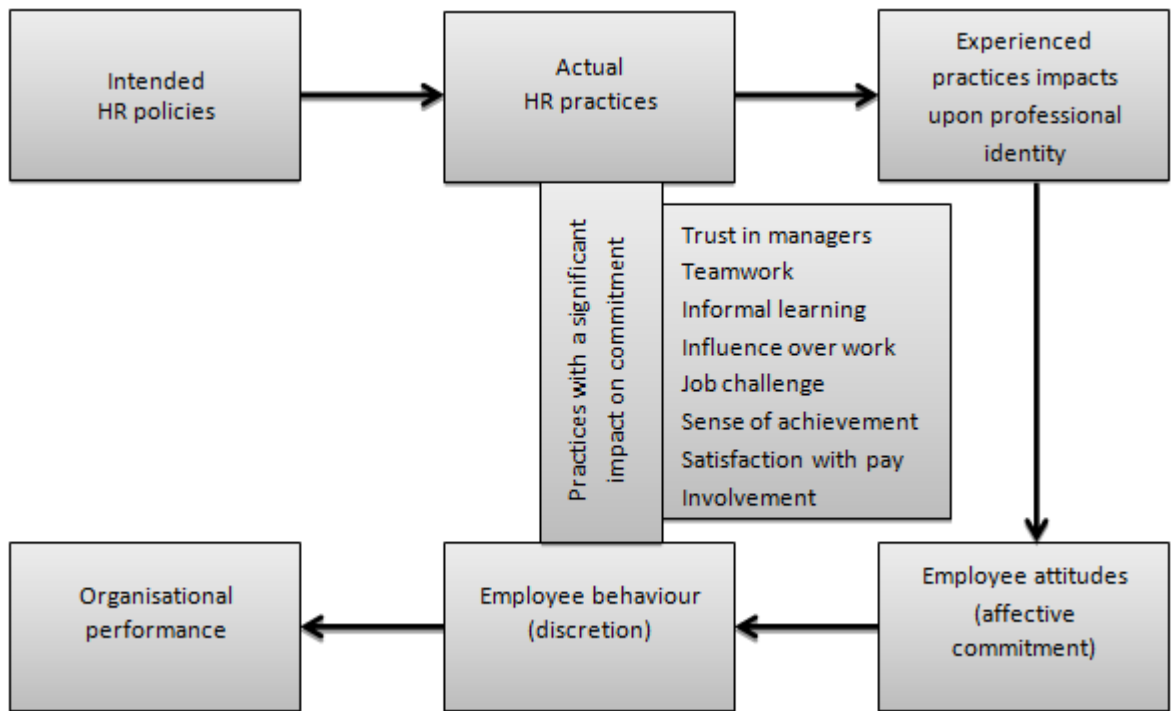 Intended
HR policies
Actual
HR practices
Experienced
practices impacts
upon professional
identity
Practices with a significant
impact on commitment
Trust in managers
Teamwork
Informal learning
Influence over work
Job challenge
Sense of achievement
Satisfaction with pay
Involvement
Organisational
performance
Employee behaviour
(discretion)
Employee attitudes
(affective
commitment)